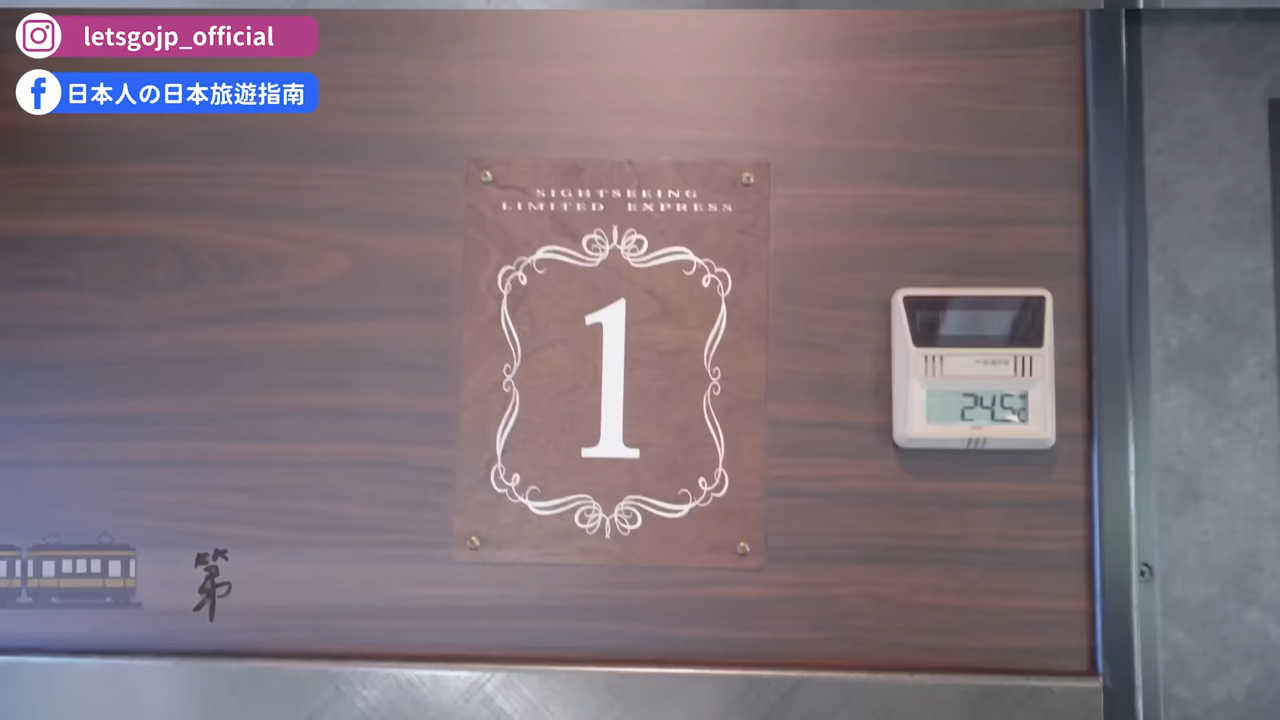 letsgojp_official
日本人の日本旅遊指南
SIGHTSEEING
LIMITED EXPRESS
1
24.5℃
第